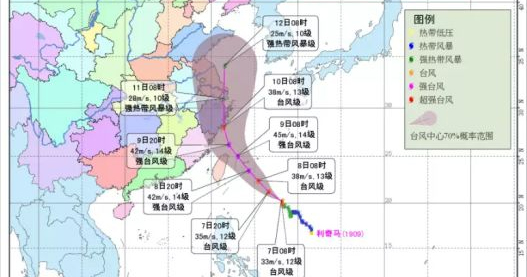 12日08时
25m/s, 10级
强热带风暴级
11日08时
28m/s, 10级
强热带风暴级
10日08时
38m/s, 13级
台风级
9日20时
42m/s, 14级
强台风级
9日08时
45m/s, 14级
强台风级
8日20时
42m/s, 14级
强台风级
8日08时
38m/s, 13级
台风级
7日20时
35m/s, 12级
台风级
7日08时
33m/s, 12级
台风级
利奇马(1909)
图例
热带低压
热带风暴
强热带风暴
台风
强台风
超强台风
台风中心70%概率范围